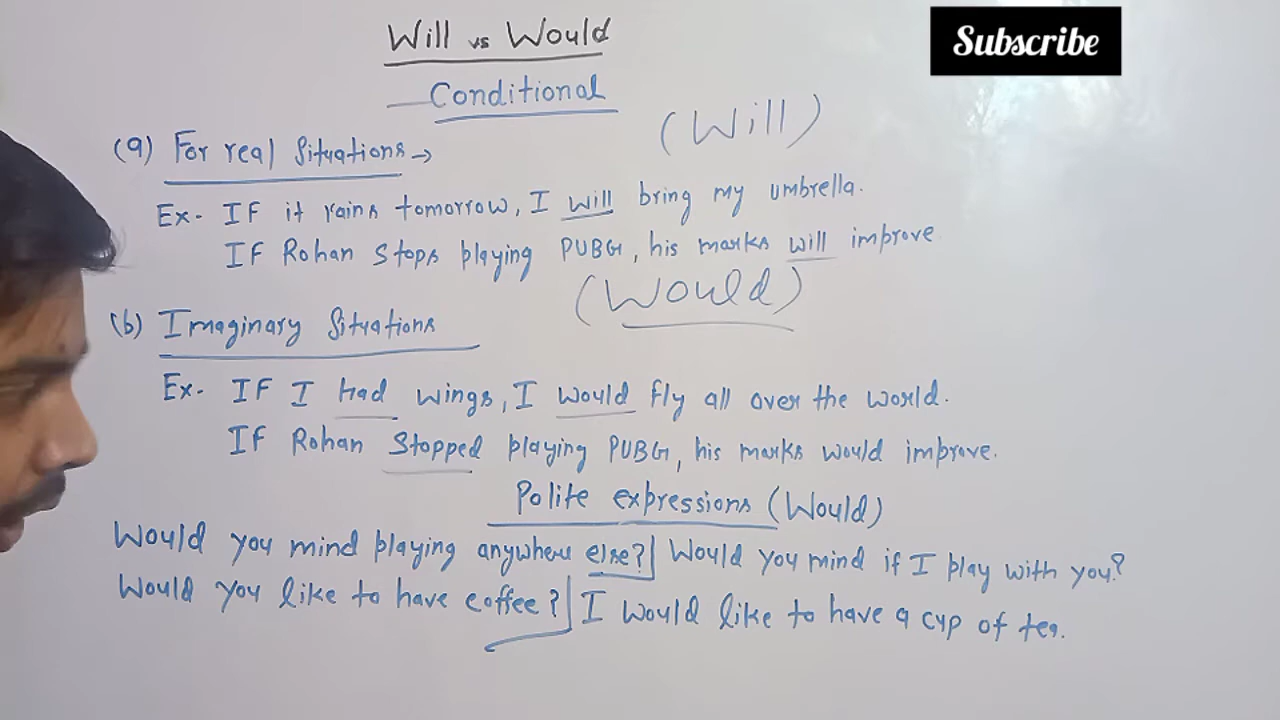 Will vs Would
Subscribe
Conditional
(Will)
(a) For real Situations →
Ex- IF it rains tomorrow, I will bring my umbrella.
IF Rohan Stops playing PUBG, his marks will improve
(Would)
(b) Imaginary Situations
Ex- IF I had wings, I would fly all over the world.
IF Rohan Stopped playing PUBG, his marks would improve.
Polite expressions (Would)
Would you mind playing anywhere else? Would you mind if I play with you?
Would you like to have coffee? I would like to have a cup of tea.